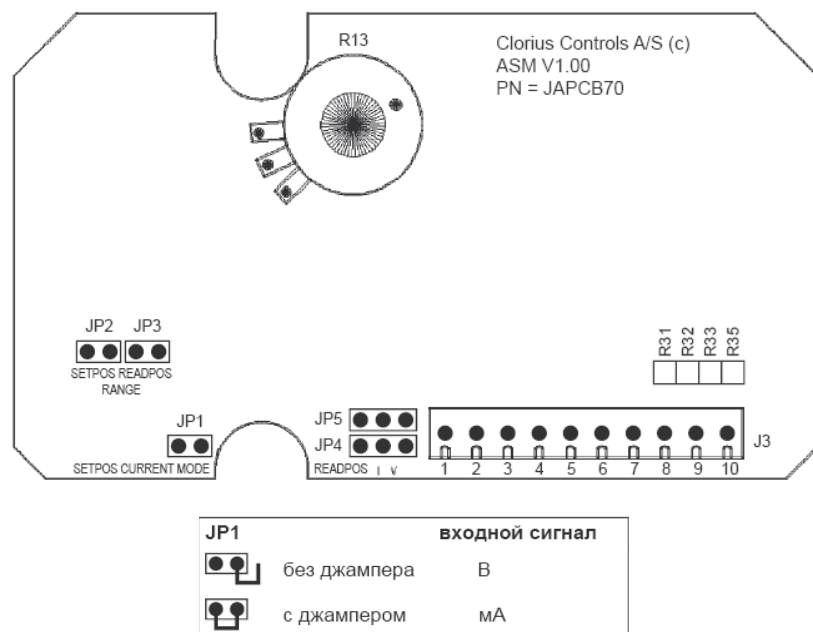 R13
Clorius Controls A/S (c)
ASM V1.00
PN = JAPCB70
JP2 JP3
SETPOS READPOS
RANGE
R31 R32 R33 R35
JP1
SETPOS CURRENT MODE
JP5
JP4
READPOS I V
J3
1 2 3 4 5 6 7 8 9 10
JP1 входной сигнал
без джампера В
с джампером мА